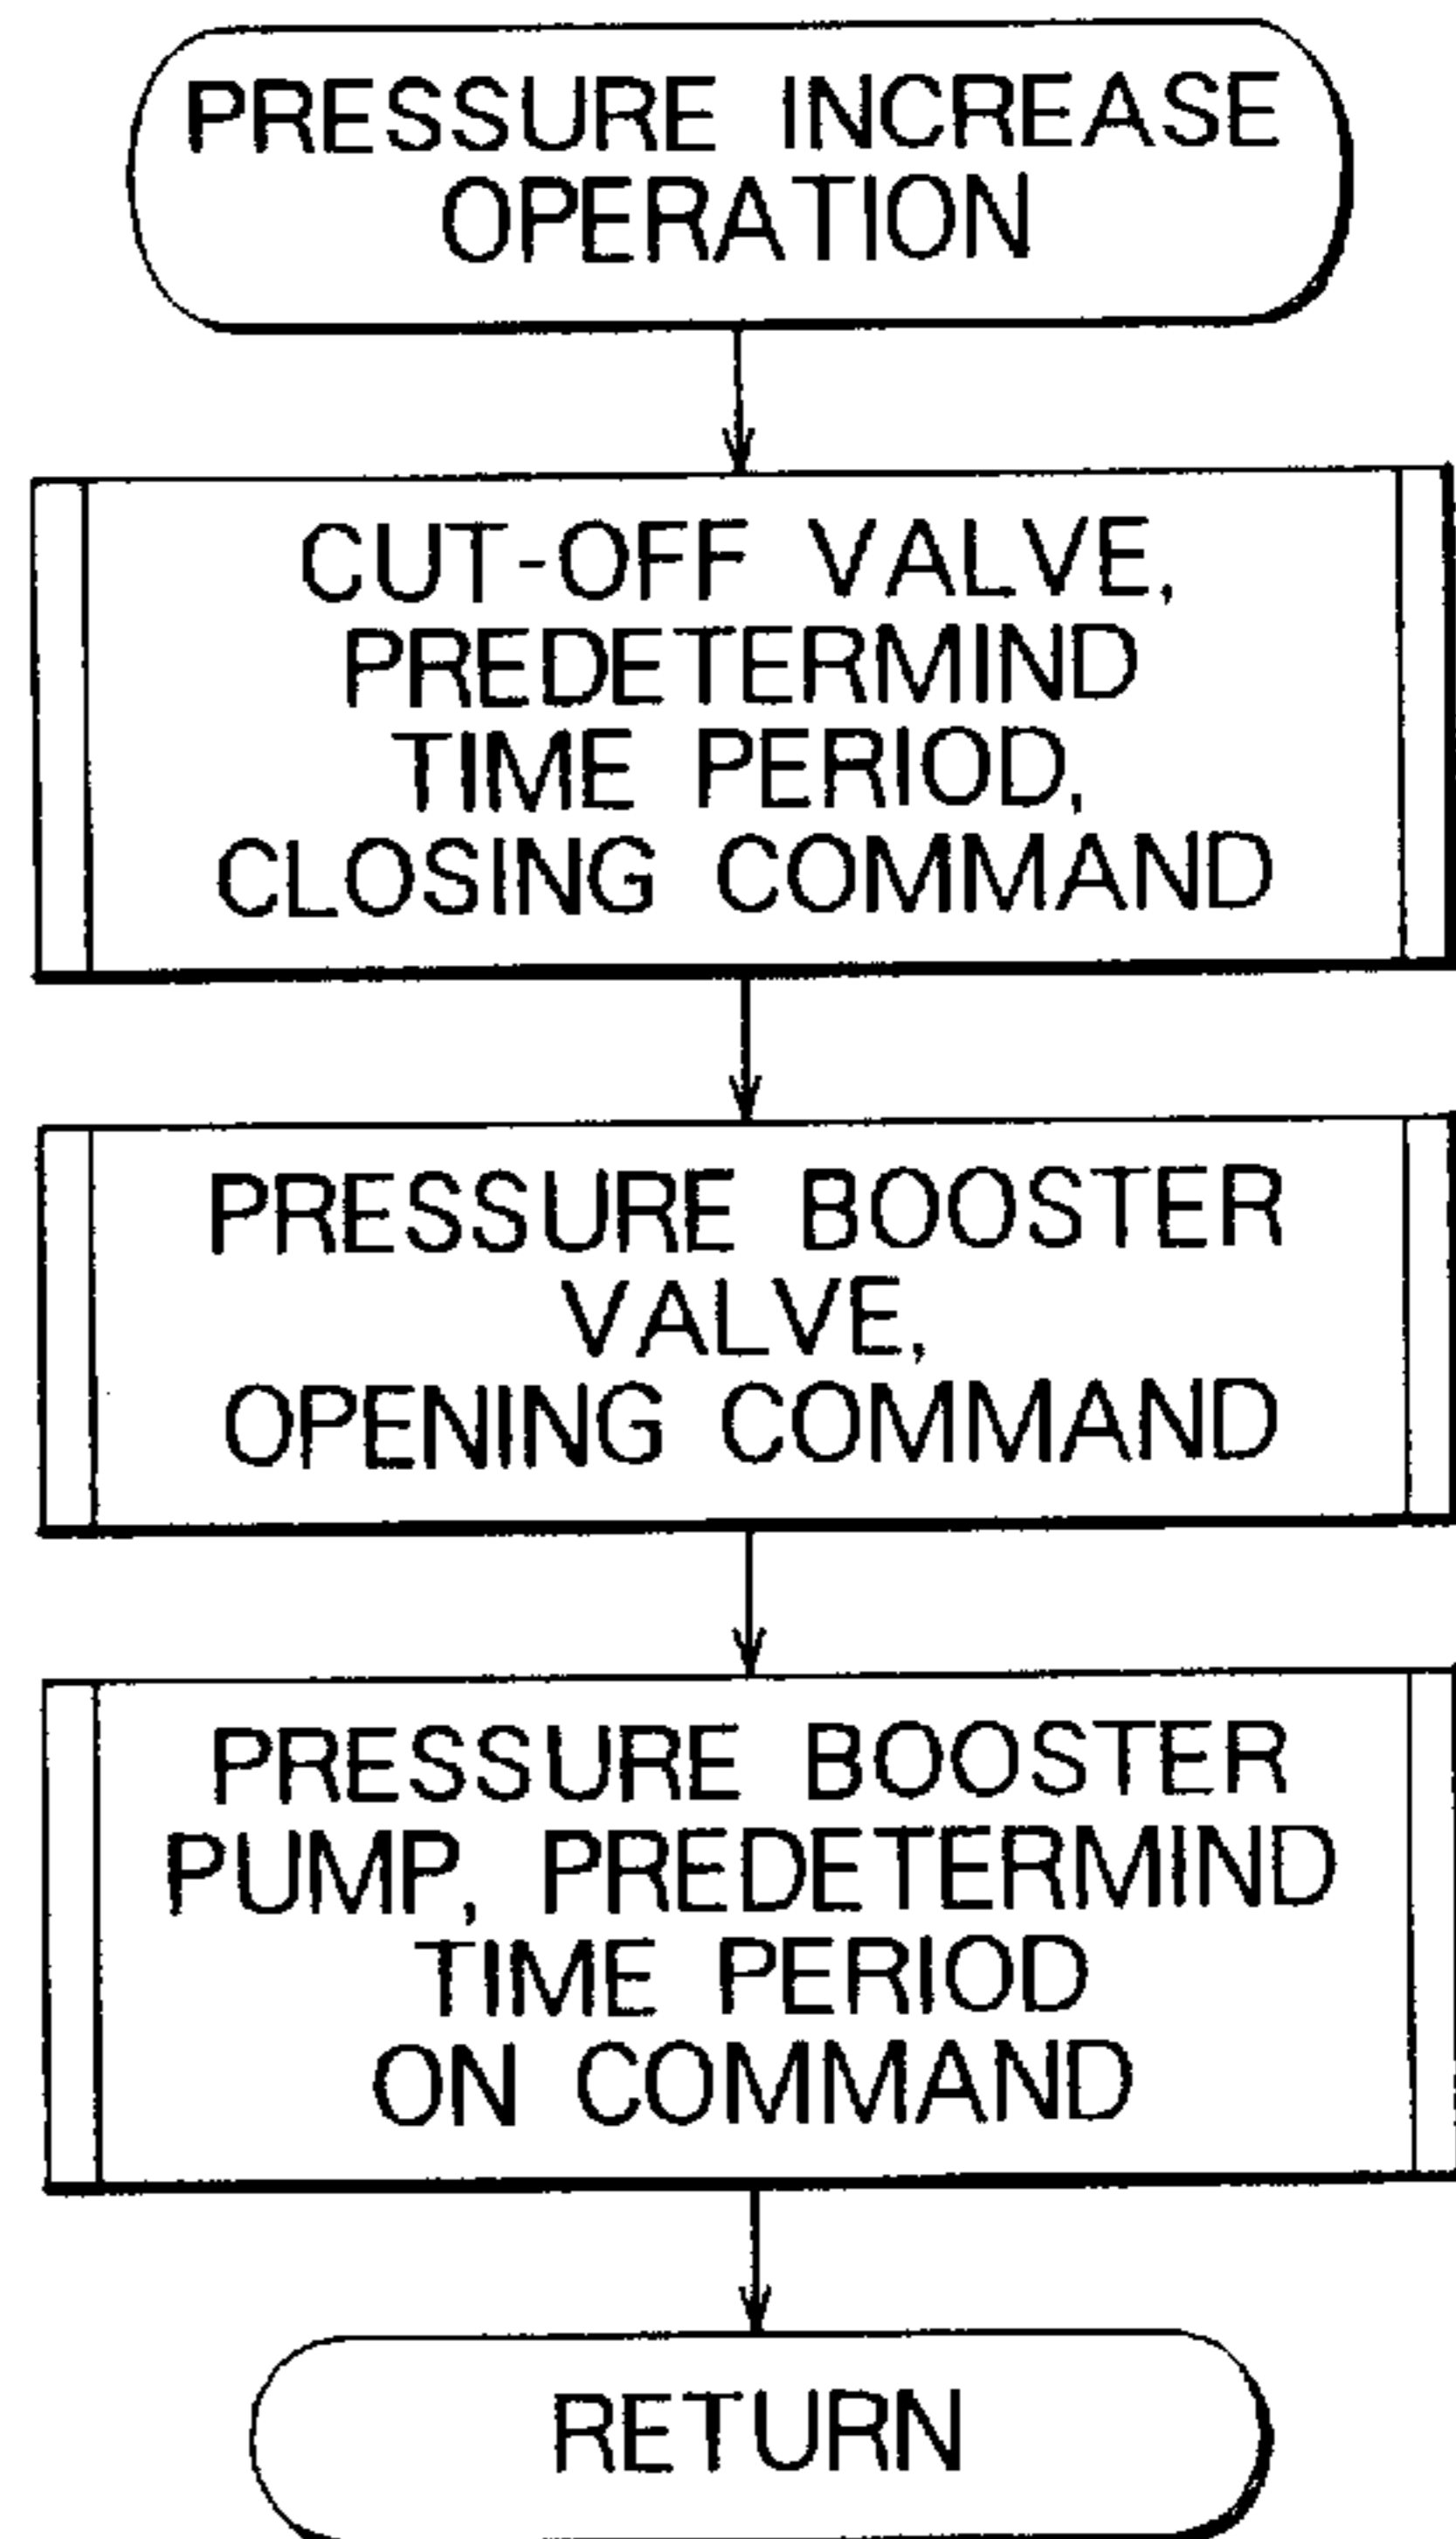 PRESSURE INCREASE
OPERATION
CUT-OFF VALVE,
PREDETERMIND
TIME PERIOD,
CLOSING COMMAND
PRESSURE BOOSTER
VALVE,
OPENING COMMAND
PRESSURE BOOSTER
PUMP, PREDETERMIND
TIME PERIOD
ON COMMAND
RETURN